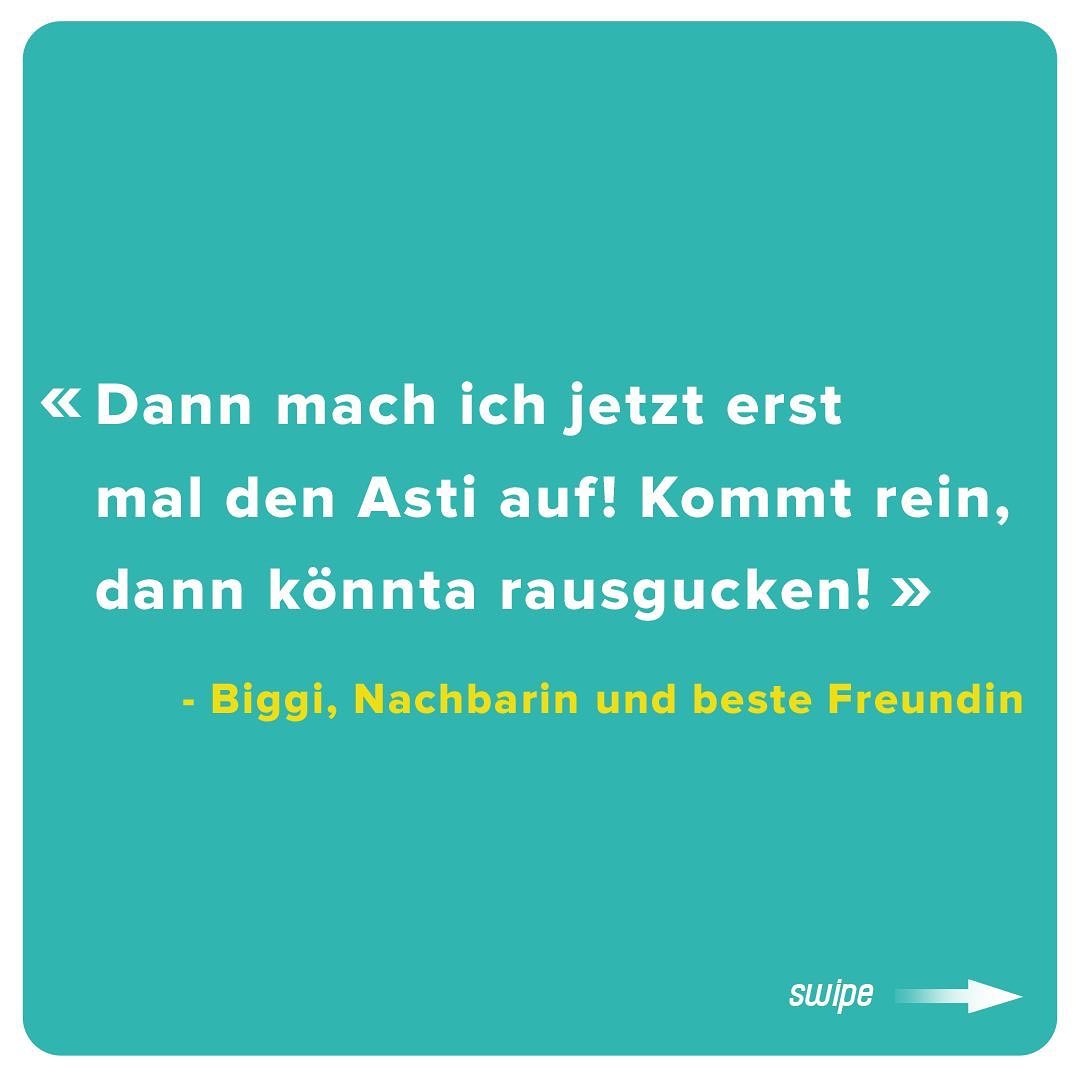 « Dann mach ich jetzt erst
mal den Asti auf! Kommt rein,
dann könnta rausgucken! »
- Biggi, Nachbarin und beste Freundin
swipe